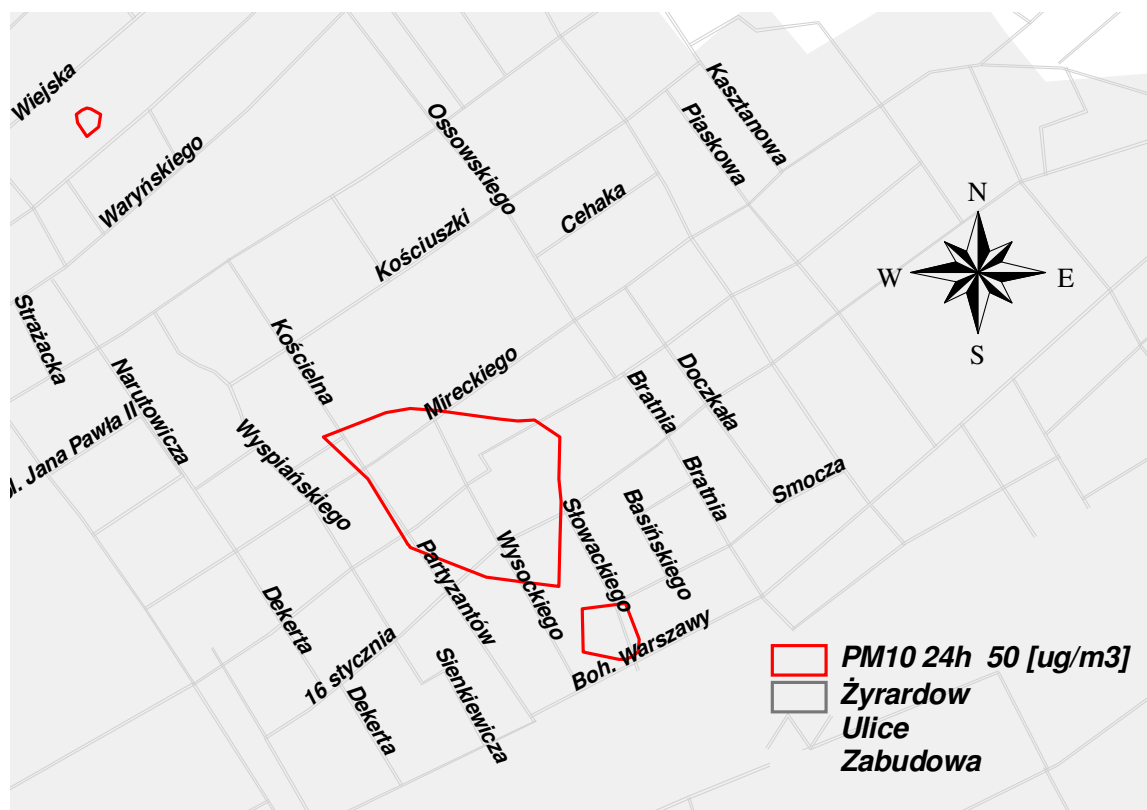 Wiejska
Kasztanowa
Piaskowa
Ossowskiego
Waryńskiego
Cehaka
Kościuszki
N
W
E
S
Strażacka
Kościelna
Mireckiego
Narutowicza
Doczkała
Bratnia
l. Jana Pawła II
Wyspiańskiego
Bratnia
Smocza
Basińskiego
Słowackiego
Wysockiego
Partyzantów
Dekerta
16 stycznia
Boh. Warszawy
Sienkiewicza
Dekerta
PM10 24h 50 [ug/m3]
Żyrardow
Ulice
Zabudowa